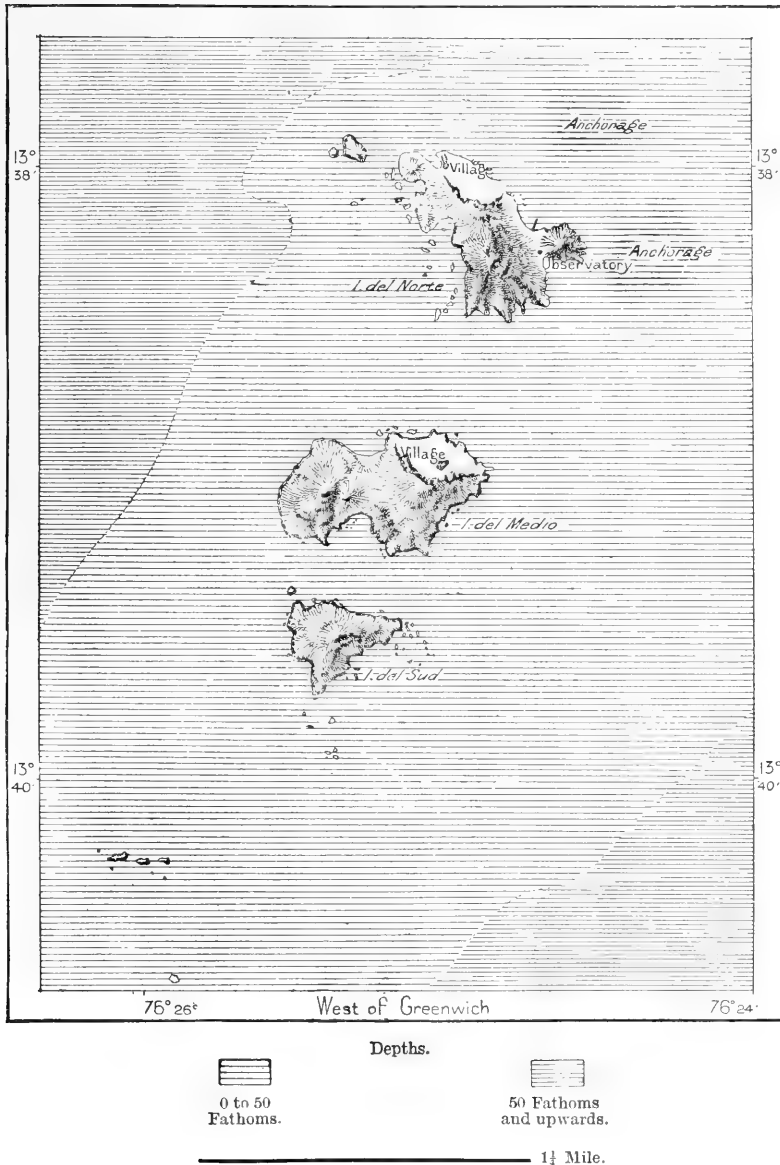 Anchorage
13°
38′
13°
38′
Village
Anchorage
Observatory
I. del Norte
Village
I. del Medio
I. del Sud
13°
40′
13°
40′
76° 26′
West of Greenwich
76° 24′
Depths.
0 to 50
Fathoms.
50 Fathoms
and upwards.
1¼ Mile.